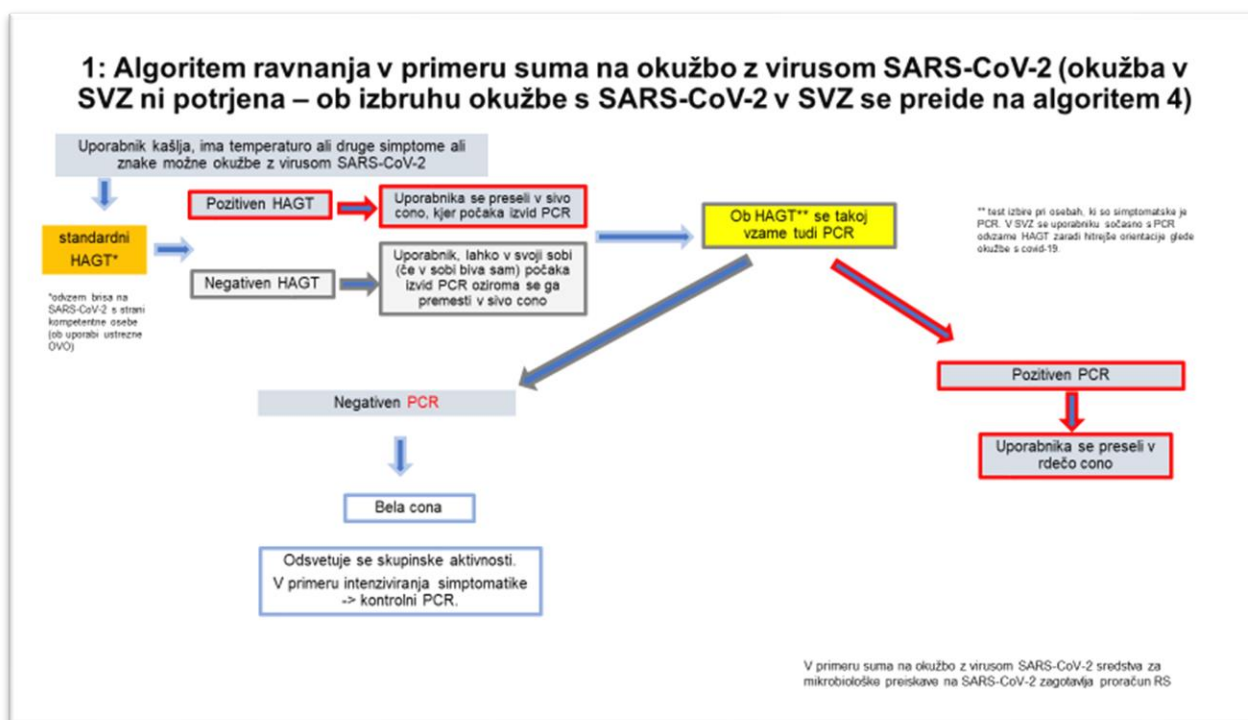 1: Algoritem ravnanja v primeru suma na okužbo z virusom SARS-CoV-2 (okužba v
SVZ ni potrjena – ob izbruhu okužbe s SARS-CoV-2 v SVZ se preide na algoritem 4)
Uporabnik kašlja, ima temperaturo ali druge simptome ali
znake možne okužbe z virusom SARS-CoV-2
standardni
HAGT*
*odvzem brisa na
SARS-CoV-2 s strani
kompetentne osebe
(ob uporabi ustrezne
OVO)
Pozitiven HAGT
Uporabnika se preseli v sivo
cono, kjer počaka izvid PCR
Negativen HAGT
Uporabnik, lahko v svoji sobi
(če v sobi biva sam) počaka
izvid PCR oziroma se ga
premesti v sivo cono
Ob HAGT** se takoj
vzame tudi PCR
** test izbire pri osebah, ki so simptomatske je
PCR. V SVZ se uporabniku sočasno s PCR
odvzame HAGT zaradi hitrejše orientacije glede
okužbe s covid-19.
Negativen PCR
Bela cona
Odsvetuje se skupinske aktivnosti.
V primeru intenziviranja simptomatike
-> kontrolni PCR.
Pozitiven PCR
Uporabnika se preseli v
rdečo cono
V primeru suma na okužbo z virusom SARS-CoV-2 sredstva za
mikrobiološke preiskave na SARS-CoV-2 zagotavlja proračun RS